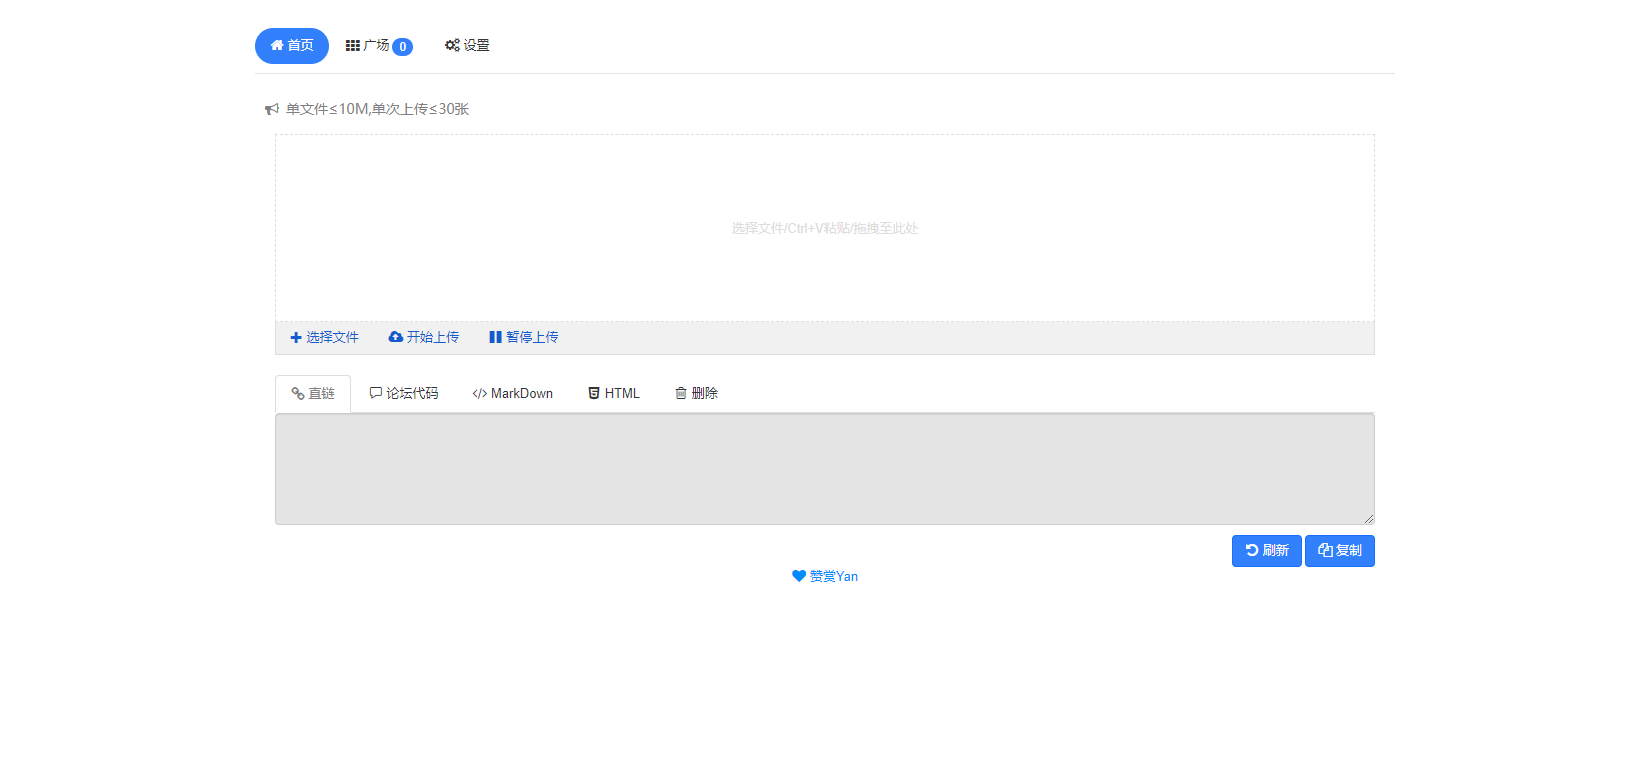 首页 广场 0 设置
单文件≤10M,单次上传≤30张
选择文件/Ctrl+V粘贴/拖拽至此处
选择文件 开始上传 暂停上传
直链 论坛代码 MarkDown HTML 删除
刷新 复制
赞赏Yan